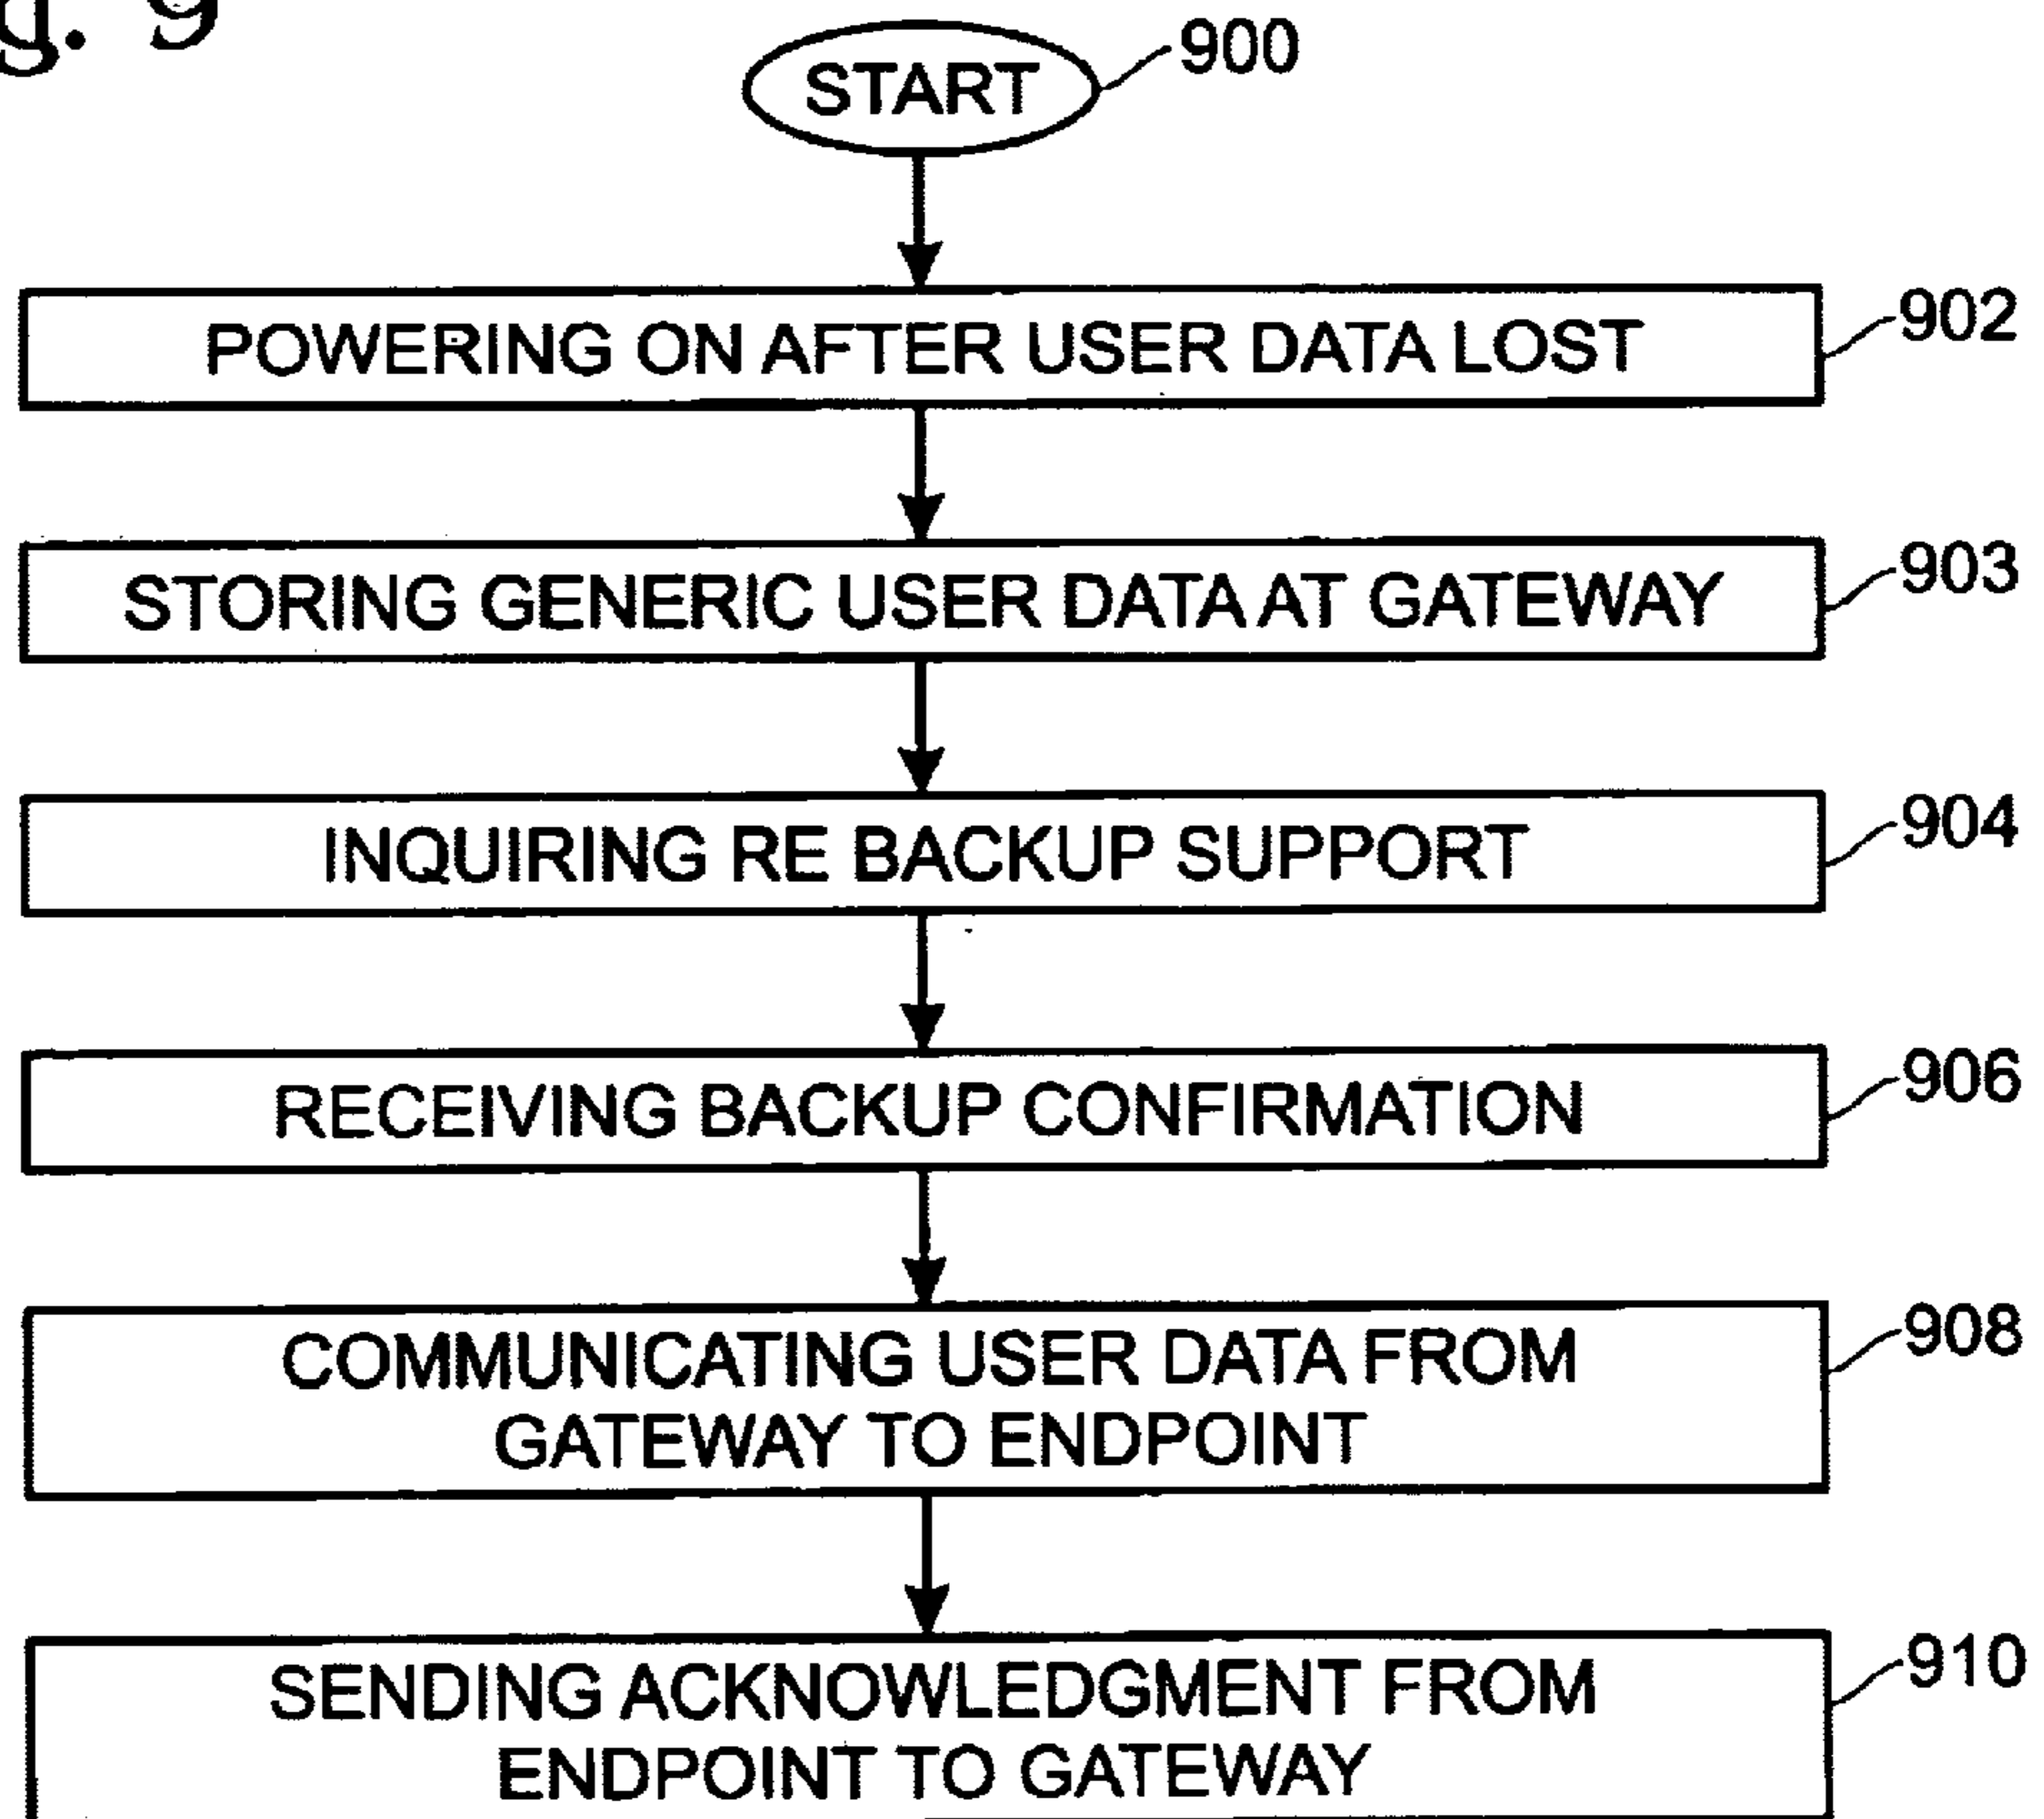 g. 9
START
900
POWERING ON AFTER USER DATA LOST
902
STORING GENERIC USER DATA AT GATEWAY
903
INQUIRING RE BACKUP SUPPORT
904
RECEIVING BACKUP CONFIRMATION
906
COMMUNICATING USER DATA FROM
GATEWAY TO ENDPOINT
908
SENDING ACKNOWLEDGMENT FROM
ENDPOINT TO GATEWAY
910